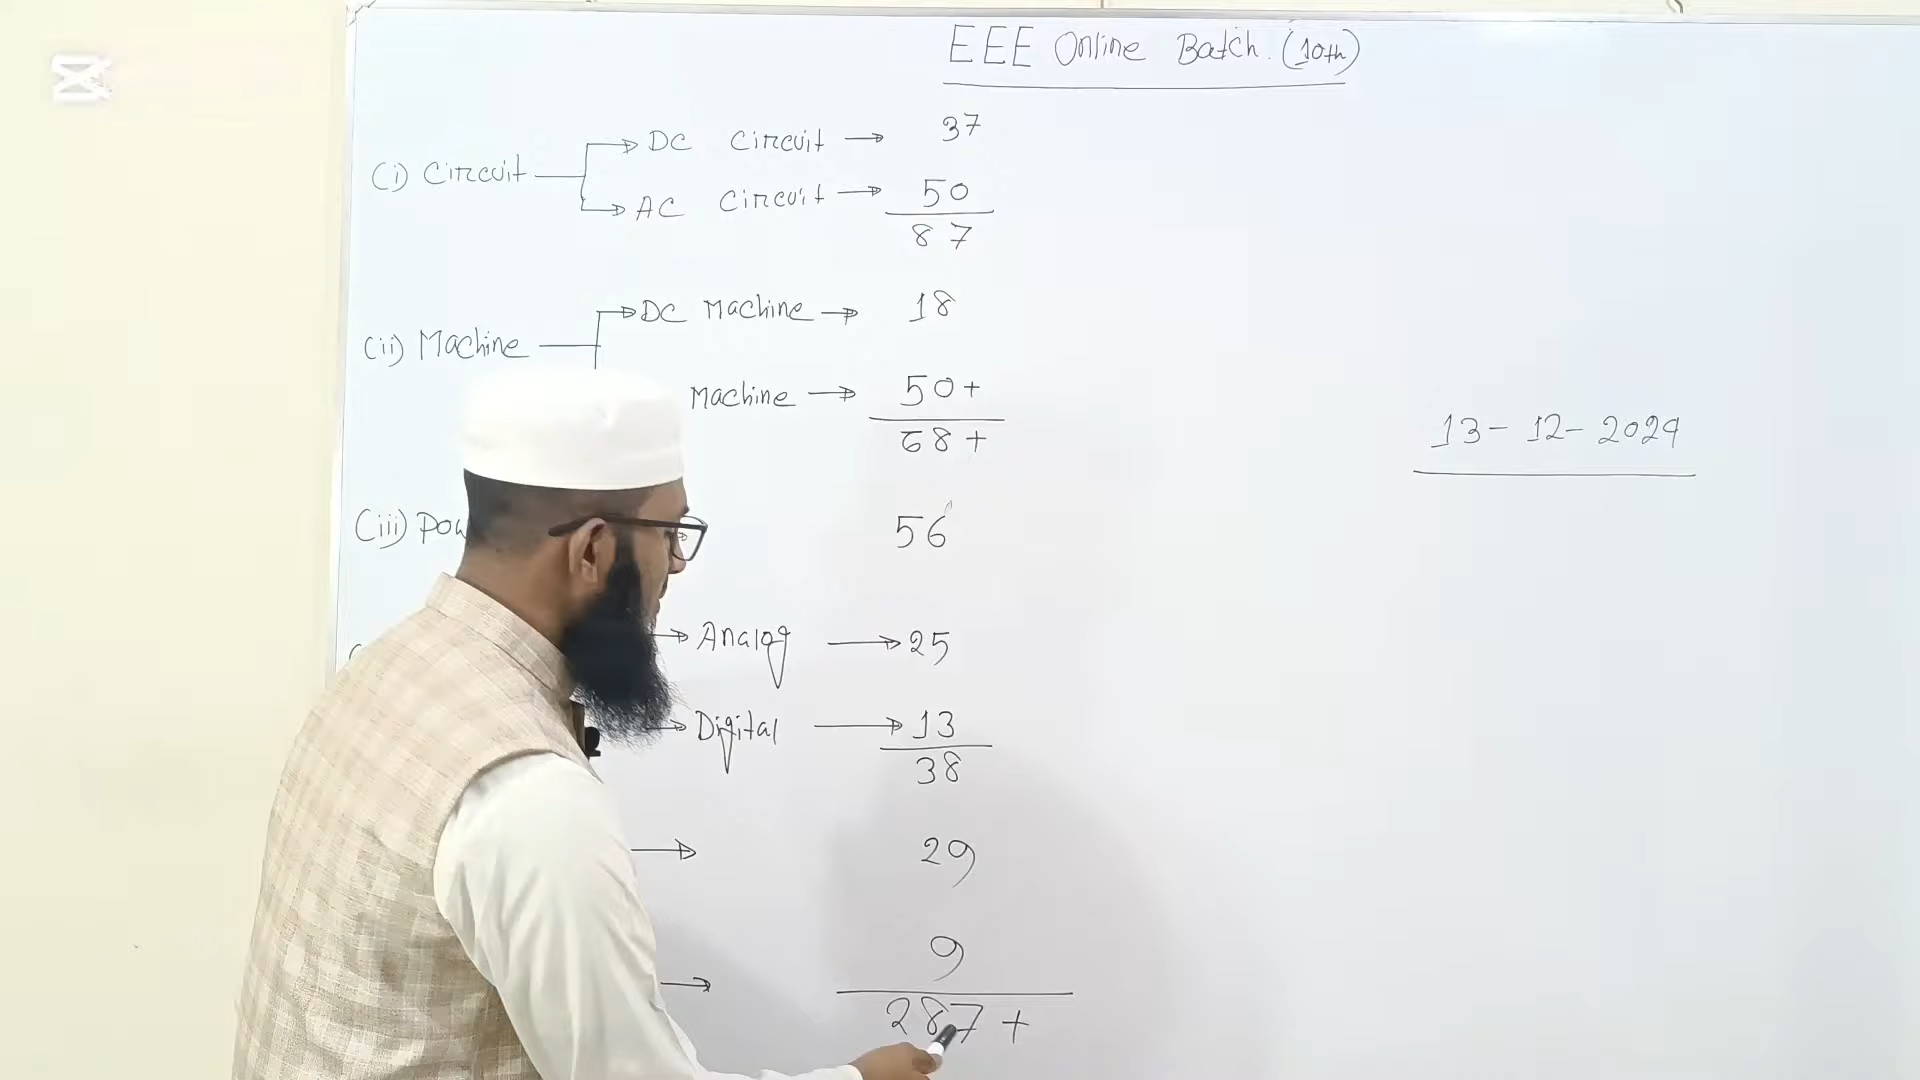 EEE Online Batch. (10th)
(i) Circuit
DC Circuit → 37
AC Circuit → 50
87
(ii) Machine
DC Machine → 18
Machine → 50+
68+
(iii) Pow
56
Analog → 25
Digital → 13
38
→ 29
→ 9
287+
13-12-2024